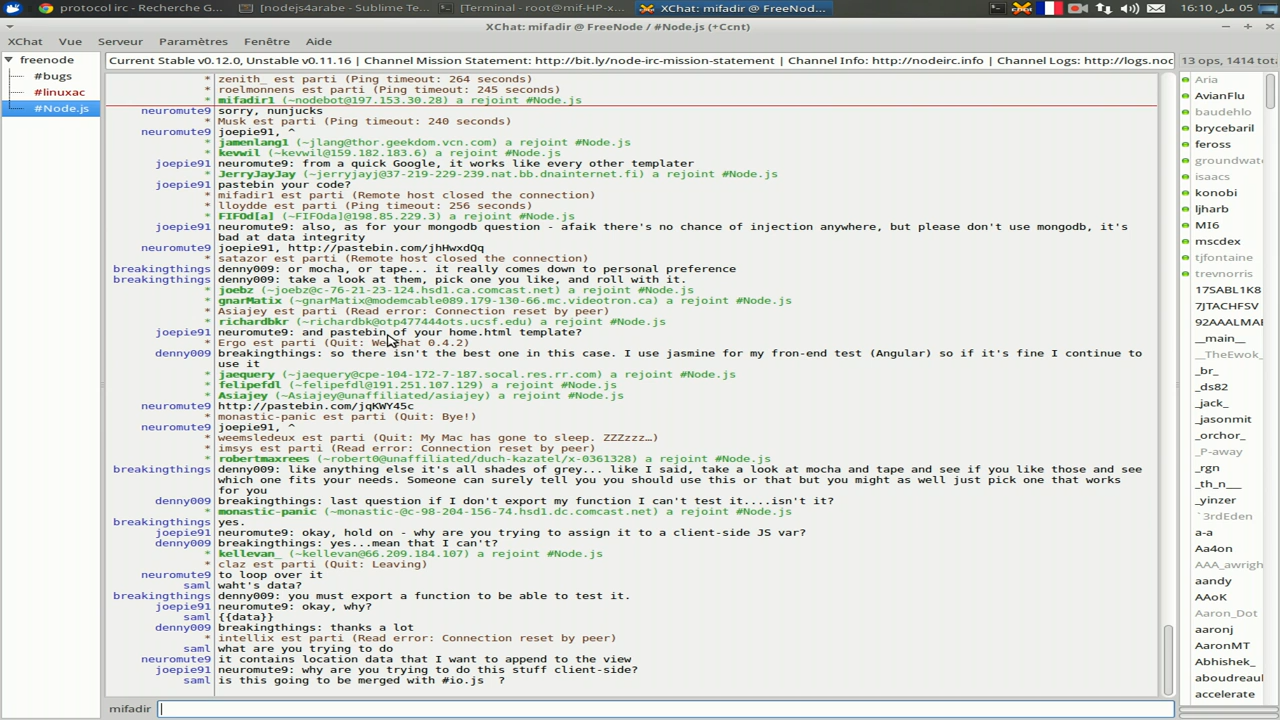 protocol irc - Recherche G...
[nodejs4arabe - Sublime Te...
[Terminal - root@mif-HP-x...
XChat: mifadir @ FreeNod...
16:10 مار, 05
XChat: mifadir @ FreeNode / #Node.js (+Ccnt)
XChat Vue Serveur Paramètres Fenêtre Aide
freenode
#bugs
#linuxac
#Node.js
Current Stable v0.12.0, Unstable v0.11.16 | Channel Mission Statement: http://bit.ly/node-irc-mission-statement | Channel Info: http://nodeirc.info | Channel Logs: http://logs.noc
* zenith_ est parti (Ping timeout: 264 seconds)
* roelmonnens est parti (Ping timeout: 245 seconds)
* mifadir1 (~nodebot@197.153.30.28) a rejoint #Node.js
neuromute9 sorry, nunjucks
* Musk est parti (Ping timeout: 240 seconds)
neuromute9 joepie91, ^
* jamenlang1 (~jlang@thor.geekdom.vcn.com) a rejoint #Node.js
* kevwil (~kevwil@159.182.183.6) a rejoint #Node.js
joepie91 neuromute9: from a quick Google, it works like every other templater
* JerryJayJay (~jerryjayj@37-219-229-239.nat.bb.dnainternet.fi) a rejoint #Node.js
joepie91 pastebin your code?
* mifadir1 est parti (Remote host closed the connection)
* lloydde est parti (Ping timeout: 256 seconds)
* FIFOd[a] (~FIFOda]@198.85.229.3) a rejoint #Node.js
joepie91 neuromute9: also, as for your mongodb question - afaik there's no chance of injection anywhere, but please don't use mongodb, it's
bad at data integrity
neuromute9 joepie91, http://pastebin.com/jhHwxdQq
* satazor est parti (Remote host closed the connection)
breakingthings denny009: or mocha, or tape... it really comes down to personal preference
breakingthings denny009: take a look at them, pick one you like, and roll with it.
* joebz (~joebz@c-76-21-23-124.hsd1.ca.comcast.net) a rejoint #Node.js
* gnarMatix (~gnarMatix@modemcable089.179-130-66.mc.videotron.ca) a rejoint #Node.js
* Asiajey est parti (Read error: Connection reset by peer)
* richardbkr (~richardbk@otp477444ots.ucsf.edu) a rejoint #Node.js
joepie91 neuromute9: and pastebin of your home.html template?
* Ergo est parti (Quit: WeeChat 0.4.2)
denny009 breakingthings: so there isn't the best one in this case. I use jasmine for my fron-end test (Angular) so if it's fine I continue to
use it
* jaequery (~jaequery@cpe-104-172-7-187.socal.res.rr.com) a rejoint #Node.js
* felipefdl (~felipefdl@191.251.107.129) a rejoint #Node.js
* Asiajey (~Asiajey@unaffiliated/asiajey) a rejoint #Node.js
neuromute9 http://pastebin.com/jqKWY45c
* monastic-panic est parti (Quit: Bye!)
neuromute9 joepie91, ^
* weemsledeux est parti (Quit: My Mac has gone to sleep. ZZZzzz…)
* imsys est parti (Read error: Connection reset by peer)
* robertmaxrees (~robert0@unaffiliated/duch-kazatel/x-0361328) a rejoint #Node.js
breakingthings denny009: like anything else it's all shades of grey... like I said, take a look at mocha and tape and see if you like those and see
which one fits your needs. Someone can surely tell you you should use this or that but you might as well just pick one that works
for you
denny009 breakingthings: last question if I don't export my function I can't test it....isn't it?
* monastic-panic (~monastic-@c-98-204-156-74.hsd1.dc.comcast.net) a rejoint #Node.js
breakingthings yes.
joepie91 neuromute9: okay, hold on - why are you trying to assign it to a client-side JS var?
denny009 breakingthings: yes...mean that I can't?
* kellevan_ (~kellevan@66.209.184.107) a rejoint #Node.js
* claz est parti (Quit: Leaving)
neuromute9 to loop over it
saml waht's data?
breakingthings denny009: you must export a function to be able to test it.
joepie91 neuromute9: okay, why?
saml {{data}}
denny009 breakingthings: thanks a lot
* intellix est parti (Read error: Connection reset by peer)
saml what are you trying to do
neuromute9 it contains location data that I want to append to the view
joepie91 neuromute9: why are you trying to do this stuff client-side?
saml is this going to be merged with #io.js ?
mifadir
13 ops, 1414 tot
Aria
AvianFlu
baudehlo
brycebaril
feross
groundwate
isaacs
konobi
ljharb
MI6
mscdex
tjfontaine
trevnorris
17SABL1K8
7JTACHFSV
92AAALMAE
__main__
__TheEwok_
_br_
_ds82
_jack_
_jasonmit
_orchor_
_P-away
_rgn
_th_n___
_yinzer
`3rdEden
a-a
Aa4on
AAA_awrigh
aandy
AAoK
Aaron_Dot
aaronj
AaronMT
Abhishek_
aboudreaul
accelerate